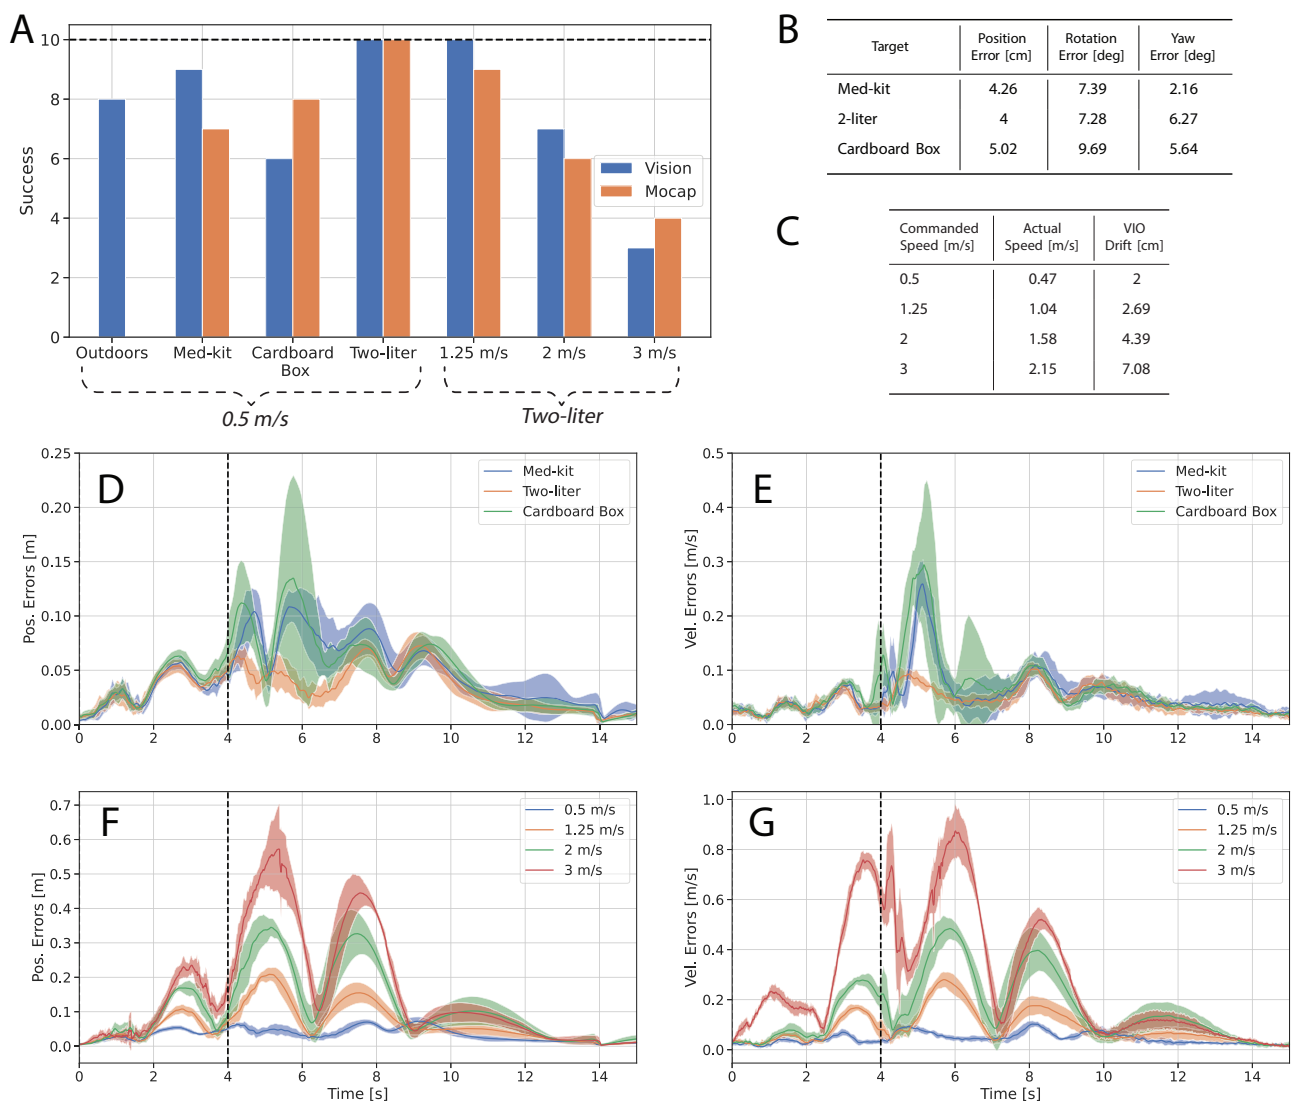 A
Success
10
8
6
4
2
0
Vision
Mocap
Outdoors
Med-kit
Cardboard
Box
Two-liter
1.25 m/s
2 m/s
3 m/s
0.5 m/s
Two-liter
B
Target
Position
Error [cm]
Rotation
Error [deg]
Yaw
Error [deg]
Med-kit 4.26 7.39 2.16
2-liter 4 7.28 6.27
Cardboard Box 5.02 9.69 5.64
C
Commanded
Speed [m/s]
Actual
Speed [m/s]
VIO
Drift [cm]
0.5 0.47 2
1.25 1.04 2.69
2 1.58 4.39
3 2.15 7.08
D
Pos. Errors [m]
0.25
0.20
0.15
0.10
0.05
0.00
Med-kit
Two-liter
Cardboard Box
0 2 4 6 8 10 12 14
E
Vel. Errors [m/s]
0.5
0.4
0.3
0.2
0.1
0.0
Med-kit
Two-liter
Cardboard Box
0 2 4 6 8 10 12 14
F
Pos. Errors [m]
0.7
0.6
0.5
0.4
0.3
0.2
0.1
0.0
0.5 m/s
1.25 m/s
2 m/s
3 m/s
0 2 4 6 8 10 12 14
Time [s]
G
Vel. Errors [m/s]
1.0
0.8
0.6
0.4
0.2
0.0
0.5 m/s
1.25 m/s
2 m/s
3 m/s
0 2 4 6 8 10 12 14
Time [s]